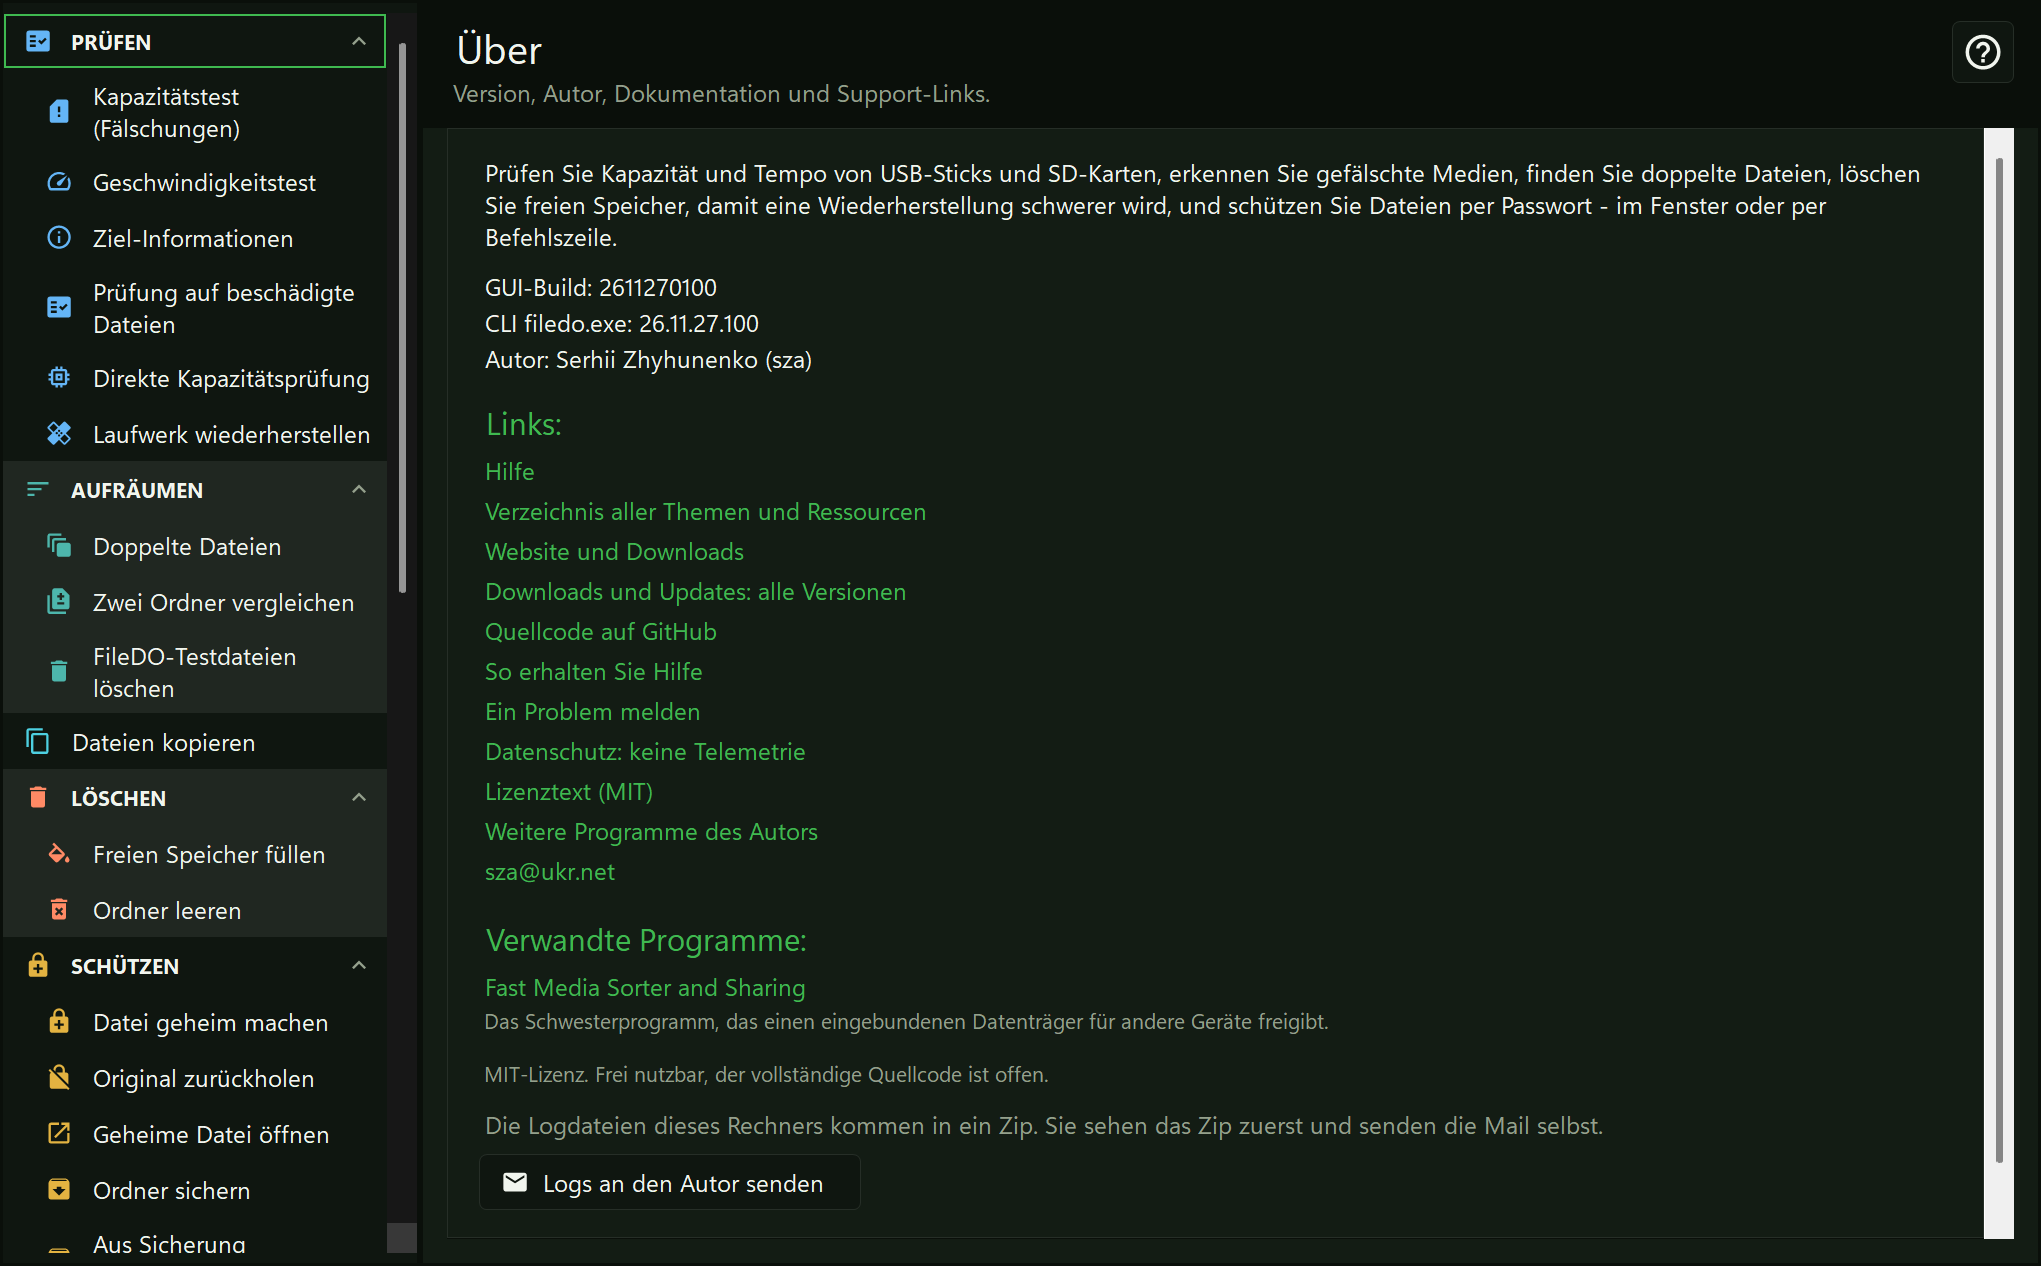 PRÜFEN
Kapazitätstest
(Fälschungen)
Geschwindigkeitstest
Ziel-Informationen
Prüfung auf beschädigte
Dateien
Direkte Kapazitätsprüfung
Laufwerk wiederherstellen
AUFRÄUMEN
Doppelte Dateien
Zwei Ordner vergleichen
FileDO-Testdateien
löschen
Dateien kopieren
LÖSCHEN
Freien Speicher füllen
Ordner leeren
SCHÜTZEN
Datei geheim machen
Original zurückholen
Geheime Datei öffnen
Ordner sichern
Aus Sicherung
Über
Version, Autor, Dokumentation und Support-Links.
Prüfen Sie Kapazität und Tempo von USB-Sticks und SD-Karten, erkennen Sie gefälschte Medien, finden Sie doppelte Dateien, löschen
Sie freien Speicher, damit eine Wiederherstellung schwerer wird, und schützen Sie Dateien per Passwort - im Fenster oder per
Befehlszeile.
GUI-Build: 2611270100
CLI filedo.exe: 26.11.27.100
Autor: Serhii Zhyhunenko (sza)
Links:
Hilfe
Verzeichnis aller Themen und Ressourcen
Website und Downloads
Downloads und Updates: alle Versionen
Quellcode auf GitHub
So erhalten Sie Hilfe
Ein Problem melden
Datenschutz: keine Telemetrie
Lizenztext (MIT)
Weitere Programme des Autors
sza@ukr.net
Verwandte Programme:
Fast Media Sorter and Sharing
Das Schwesterprogramm, das einen eingebundenen Datenträger für andere Geräte freigibt.
MIT-Lizenz. Frei nutzbar, der vollständige Quellcode ist offen.
Die Logdateien dieses Rechners kommen in ein Zip. Sie sehen das Zip zuerst und senden die Mail selbst.
Logs an den Autor senden